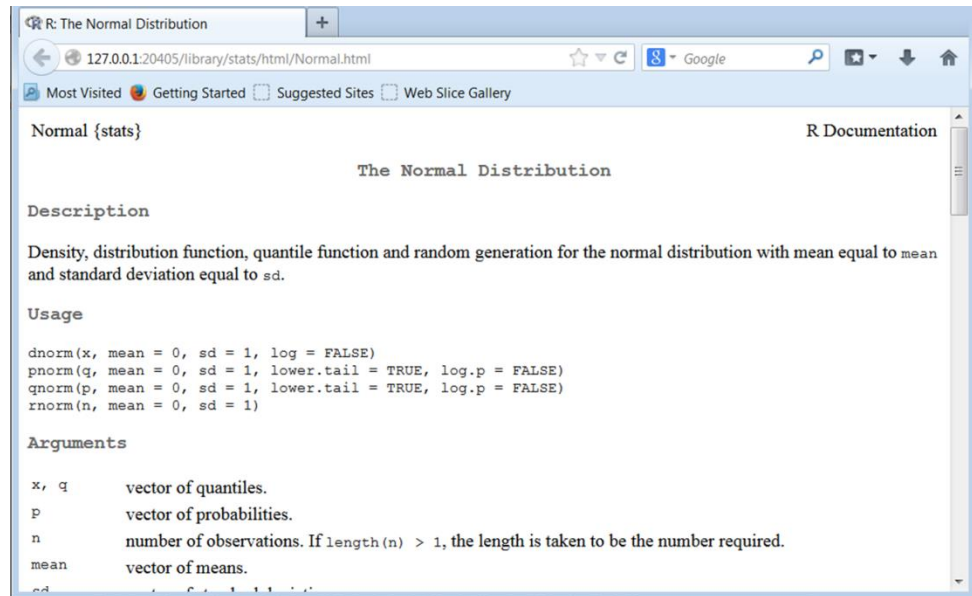 R: The Normal Distribution
127.0.0.1:20405/library/stats/html/Normal.html
Google
Most Visited Getting Started Suggested Sites Web Slice Gallery
Normal {stats} R Documentation
The Normal Distribution
Description
Density, distribution function, quantile function and random generation for the normal distribution with mean equal to mean
and standard deviation equal to sd.
Usage
dnorm(x, mean = 0, sd = 1, log = FALSE)
pnorm(q, mean = 0, sd = 1, lower.tail = TRUE, log.p = FALSE)
qnorm(p, mean = 0, sd = 1, lower.tail = TRUE, log.p = FALSE)
rnorm(n, mean = 0, sd = 1)
Arguments
x, q vector of quantiles.
p vector of probabilities.
n number of observations. If length(n) > 1, the length is taken to be the number required.
mean vector of means.